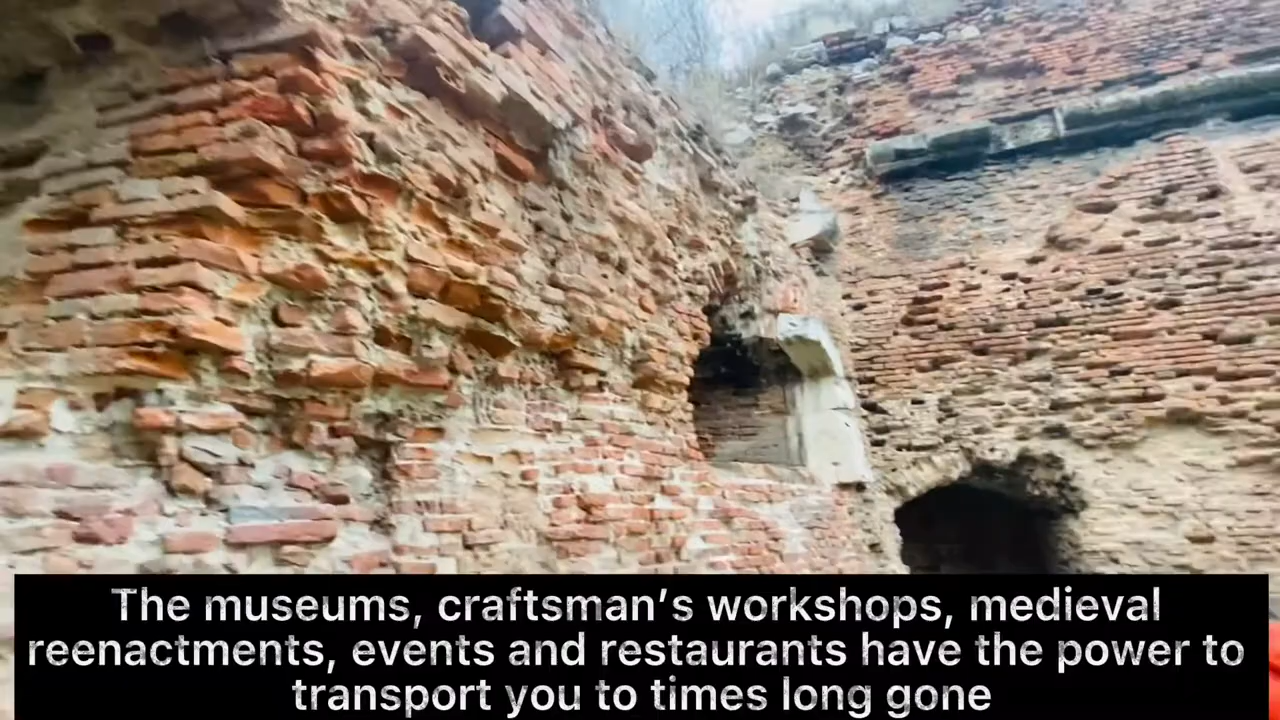 The museums, craftsman’s workshops, medieval
reenactments, events and restaurants have the power to
transport you to times long gone